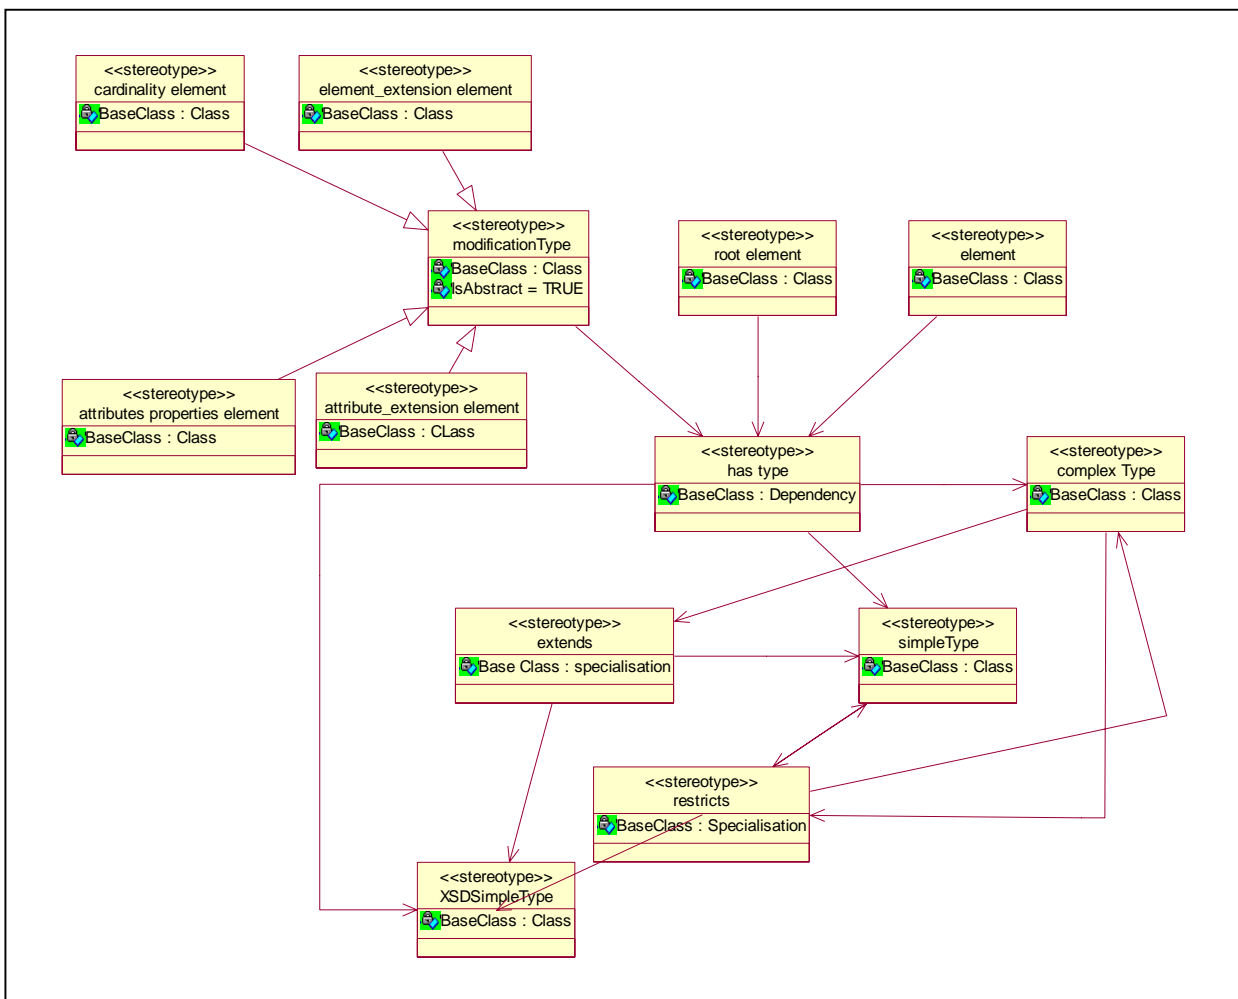 <<stereotype>>
cardinality element
BaseClass : Class
<<stereotype>>
element_extension element
BaseClass : Class
<<stereotype>>
modificationType
BaseClass : Class
IsAbstract = TRUE
<<stereotype>>
root element
BaseClass : Class
<<stereotype>>
element
BaseClass : Class
<<stereotype>>
attributes properties element
BaseClass : Class
<<stereotype>>
attribute_extension element
BaseClass : CLass
<<stereotype>>
has type
BaseClass : Dependency
<<stereotype>>
complex Type
BaseClass : Class
<<stereotype>>
extends
Base Class : specialisation
<<stereotype>>
simpleType
BaseClass : Class
<<stereotype>>
restricts
BaseClass : Specialisation
<<stereotype>>
XSDSimpleType
BaseClass : Class